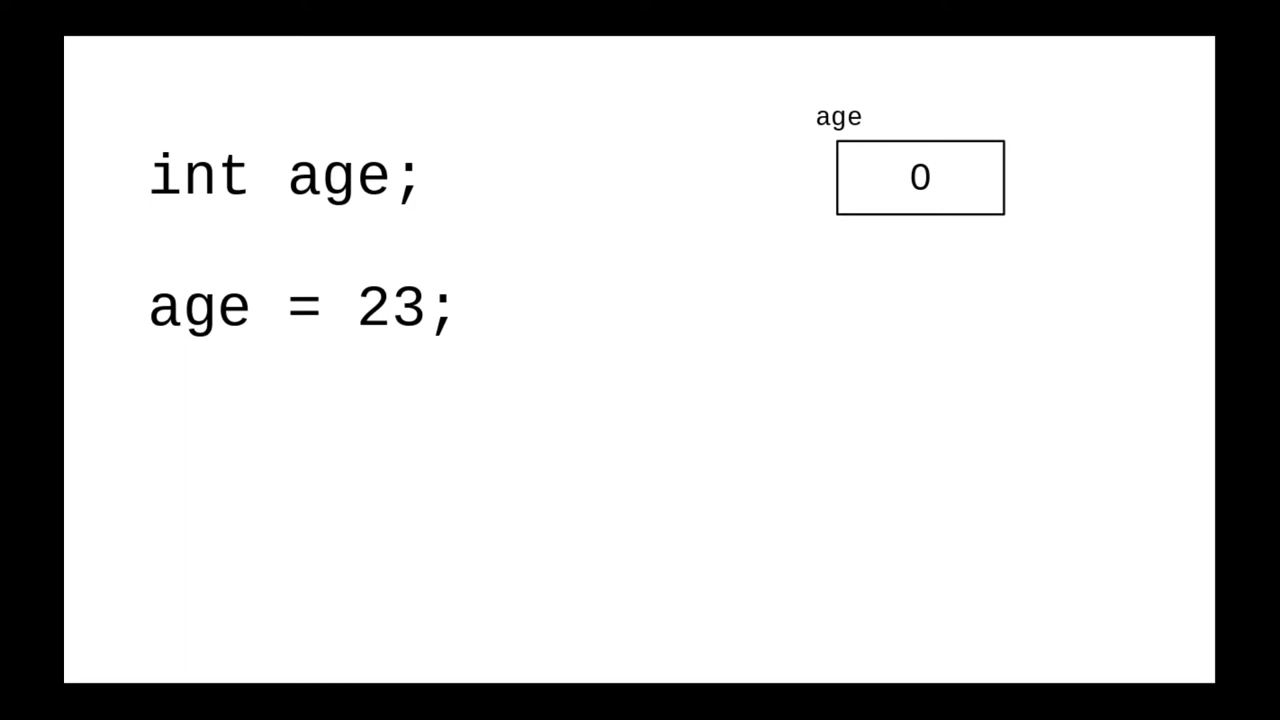 age
int age;
0
age = 23;